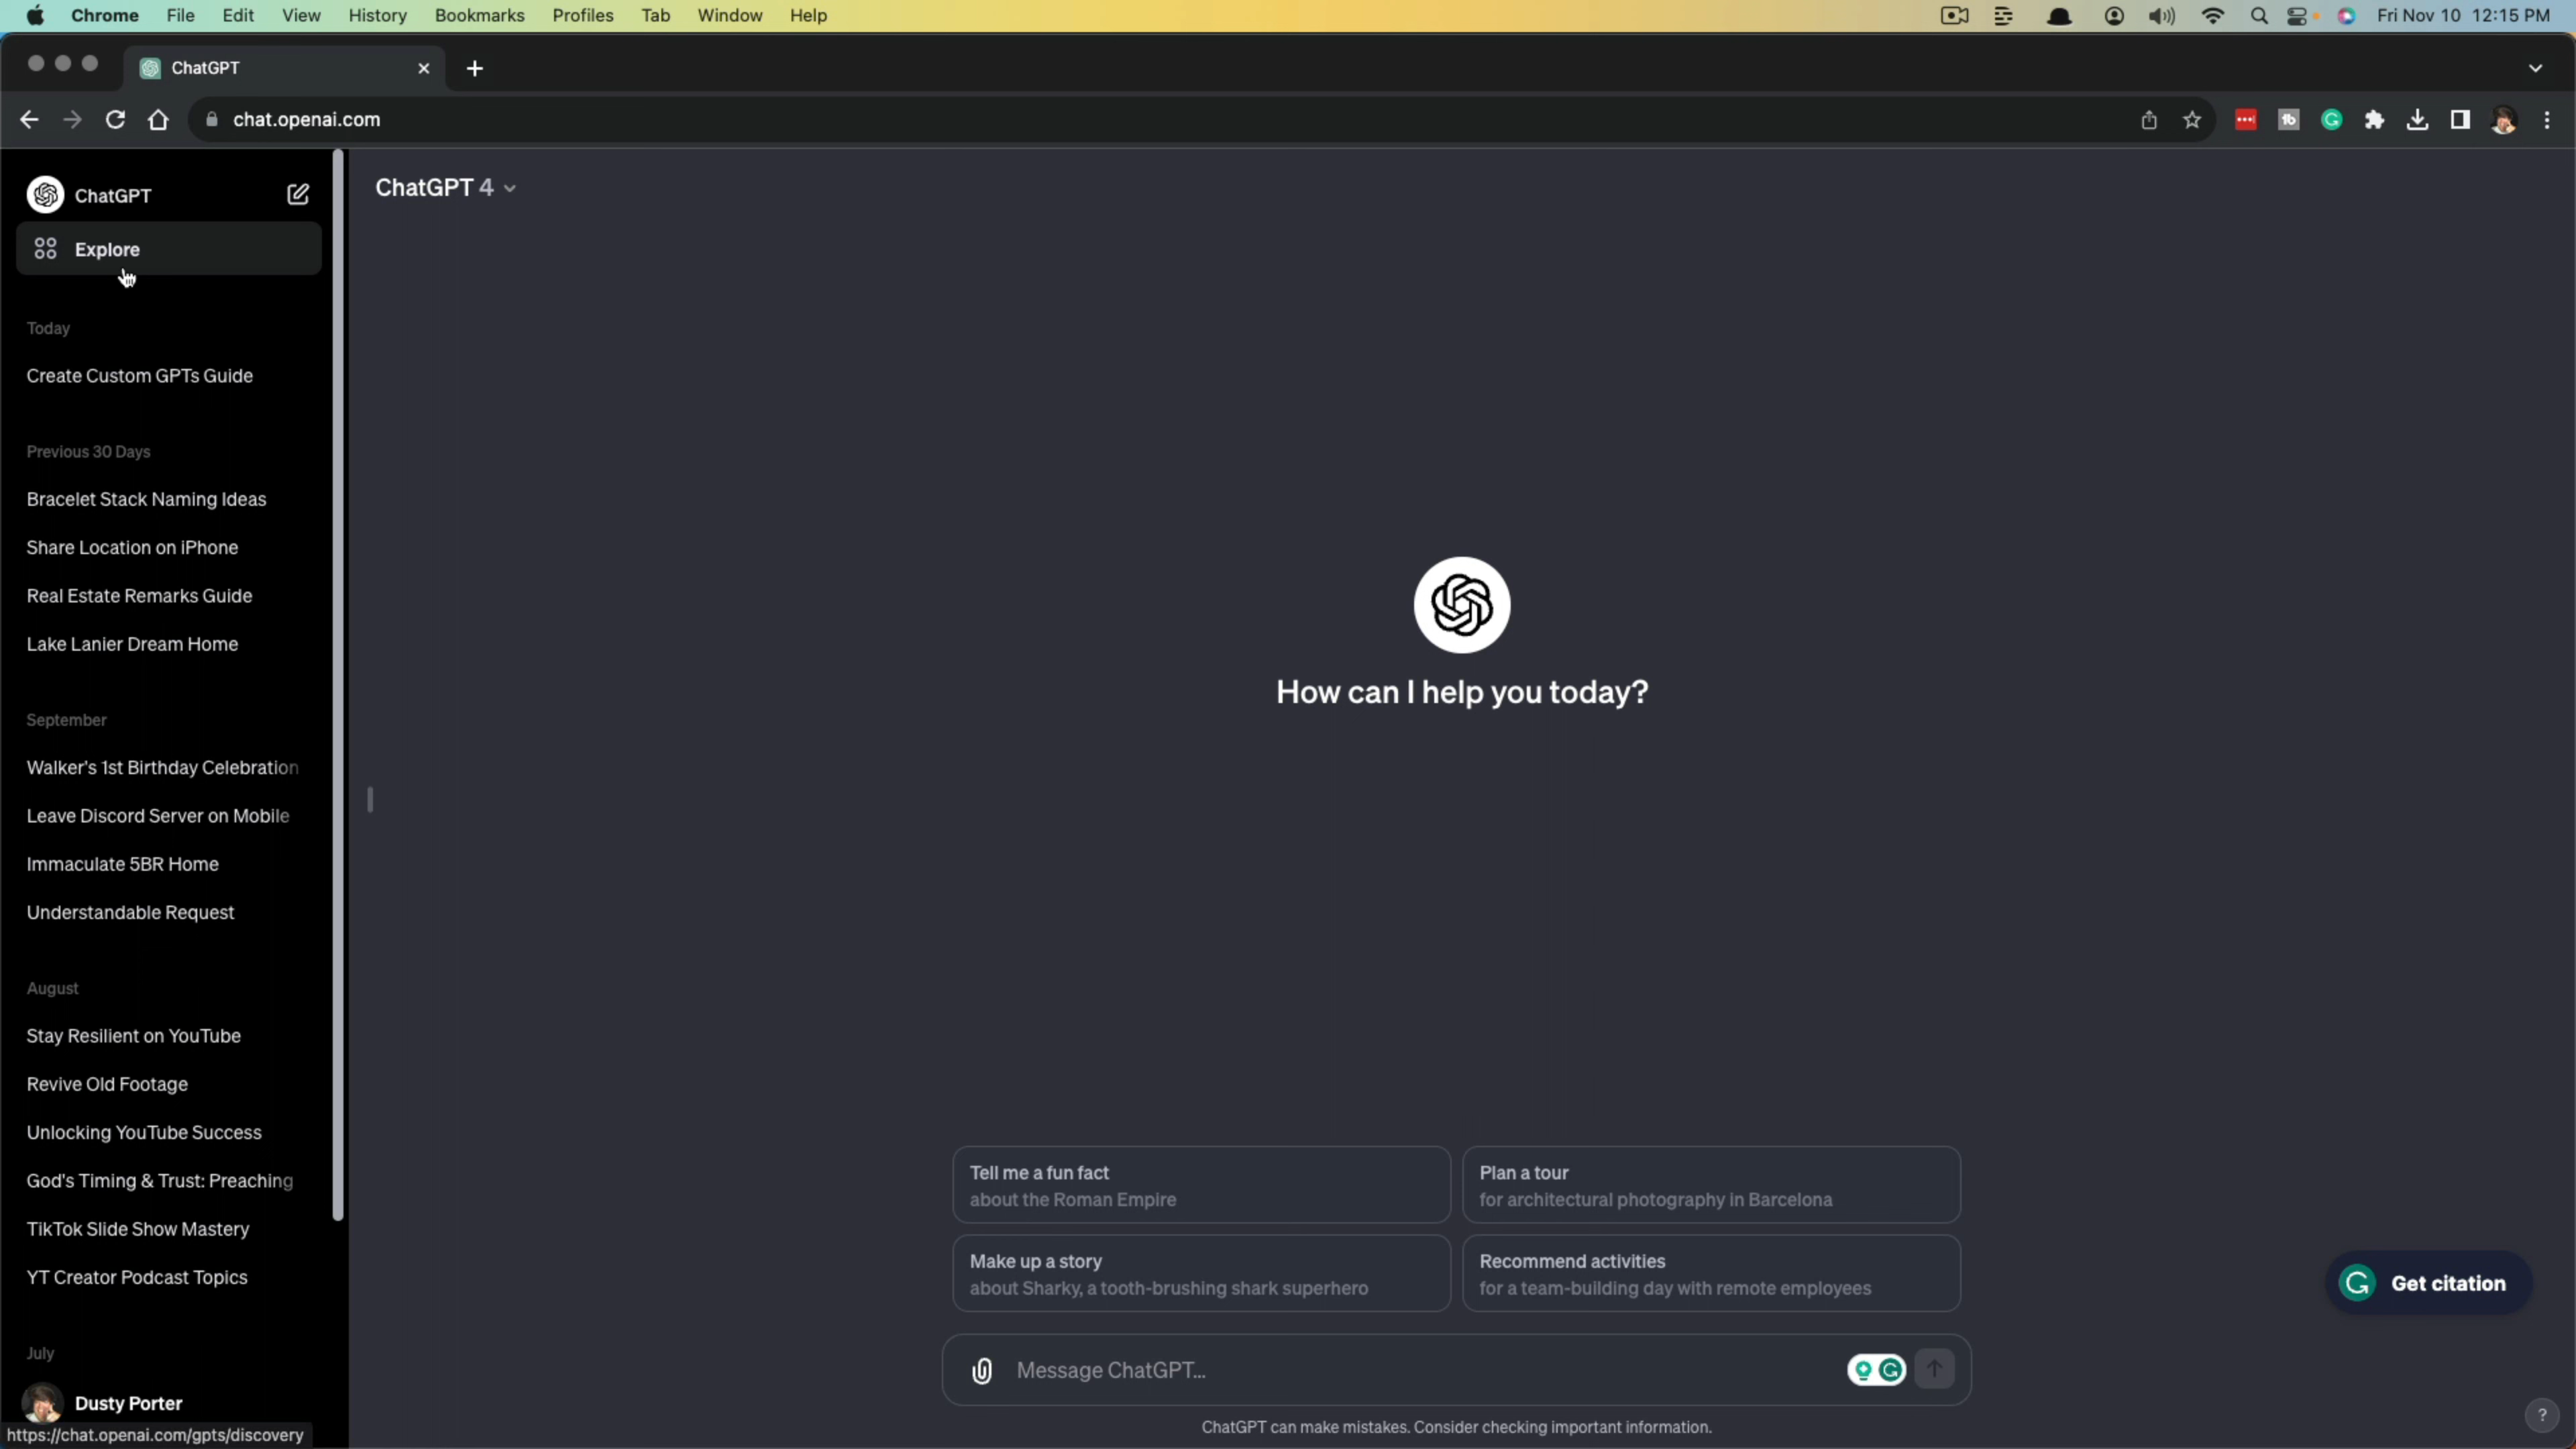 Chrome File Edit View History Bookmarks Profiles Tab Window Help Fri Nov 10 12:15 PM
ChatGPT
chat.openai.com
ChatGPT
Explore
Today
Create Custom GPTs Guide
Previous 30 Days
Bracelet Stack Naming Ideas
Share Location on iPhone
Real Estate Remarks Guide
Lake Lanier Dream Home
September
Walker's 1st Birthday Celebration
Leave Discord Server on Mobile
Immaculate 5BR Home
Understandable Request
August
Stay Resilient on YouTube
Revive Old Footage
Unlocking YouTube Success
God's Timing & Trust: Preaching
TikTok Slide Show Mastery
YT Creator Podcast Topics
July
Dusty Porter
https://chat.openai.com/gpts/discovery
ChatGPT 4
How can I help you today?
Tell me a fun fact
about the Roman Empire
Plan a tour
for architectural photography in Barcelona
Make up a story
about Sharky, a tooth-brushing shark superhero
Recommend activities
for a team-building day with remote employees
Get citation
Message ChatGPT...
ChatGPT can make mistakes. Consider checking important information.
?